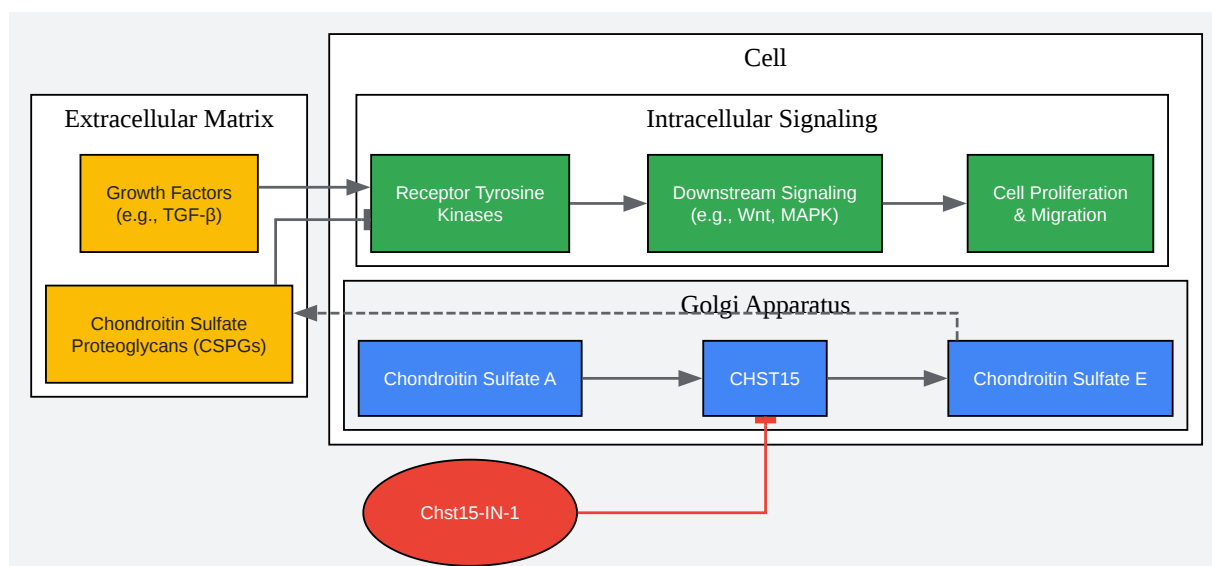 Cell
Extracellular Matrix
Intracellular Signaling
Growth Factors
(e.g., TGF-β)
Receptor Tyrosine
Kinases
Downstream Signaling
(e.g., Wnt, MAPK)
Cell Proliferation
& Migration
Golgi Apparatus
Chondroitin Sulfate
Proteoglycans (CSPGs)
Chondroitin Sulfate A
CHST15
Chondroitin Sulfate E
Chst15-IN-1